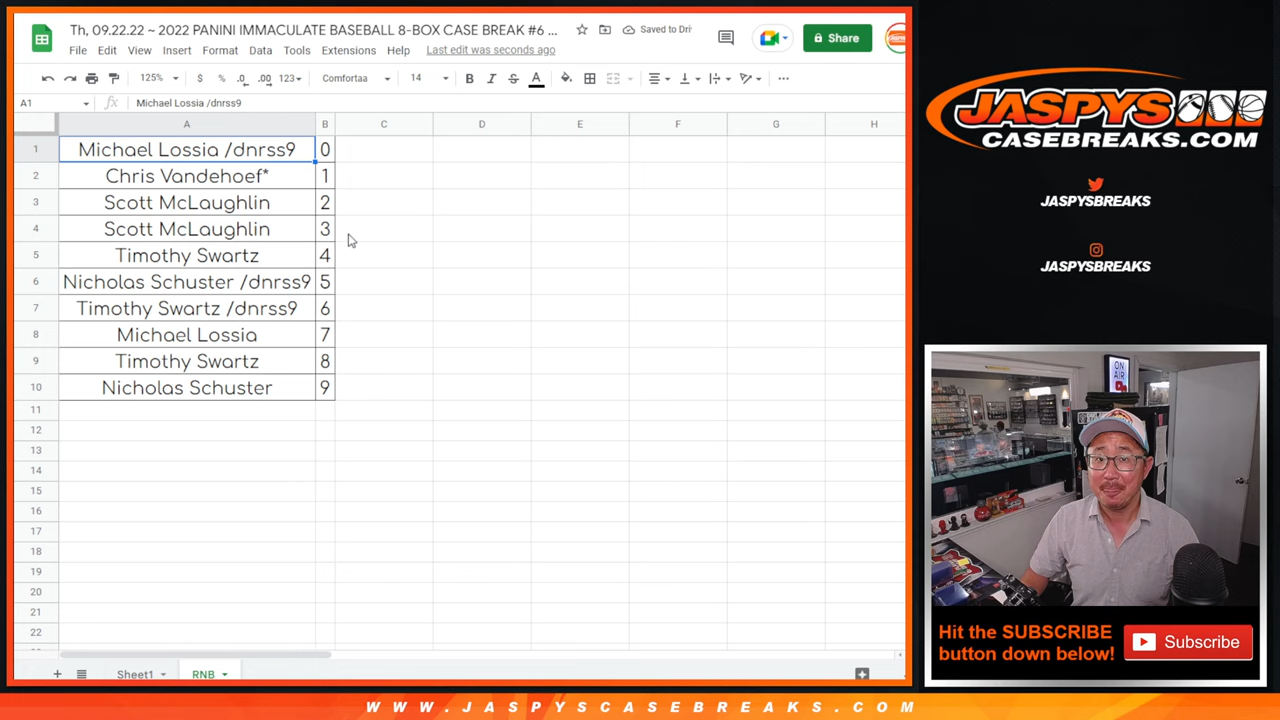 Th, 09.22.22 ~ 2022 PANINI IMMACULATE BASEBALL 8-BOX CASE BREAK #6 ...
Saved to Dri
File Edit View Insert Format Data Tools Extensions Help Last edit was seconds ago
Share
125% $ % .0 .00 123 Comfortaa 14 B I S A
A1 fx Michael Lossia /dnrss9
A B C D E F G H
1 Michael Lossia /dnrss9 0
2 Chris Vandehoef* 1
3 Scott McLaughlin 2
4 Scott McLaughlin 3
5 Timothy Swartz 4
6 Nicholas Schuster /dnrss9 5
7 Timothy Swartz /dnrss9 6
8 Michael Lossia 7
9 Timothy Swartz 8
10 Nicholas Schuster 9
11
12
13
14
15
16
17
18
19
20
21
22
+ Sheet1 RNB
JASPYS
CASEBREAKS.COM
JASPYSBREAKS
JASPYSBREAKS
ON
AIR
Hit the SUBSCRIBE
button down below!
Subscribe
WWW.JASPYSCASEBREAKS.COM